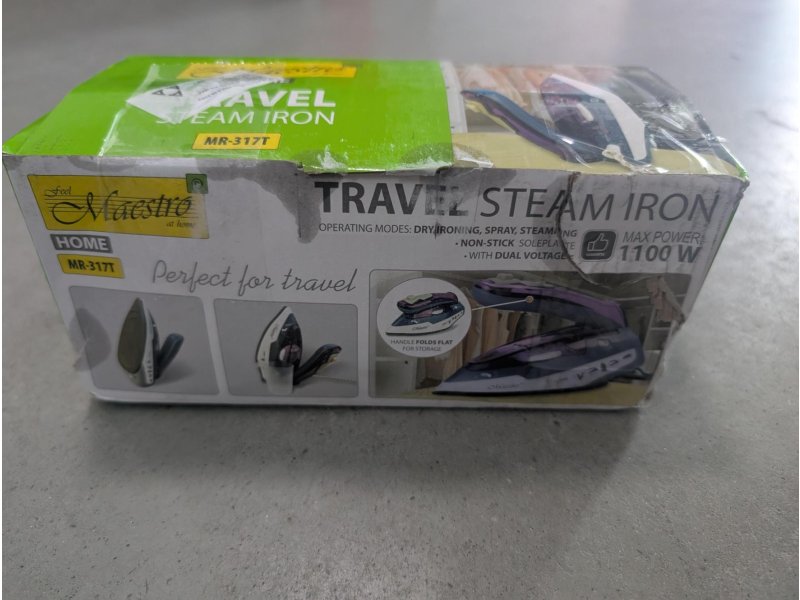 TRAVEL
STEAM IRON
MR-317T
Feel
Maestro
at home
HOME
MR-317T
Perfect for travel
TRAVEL STEAM IRON
OPERATING MODES: DRY IRONING, SPRAY, STEAMING
• NON-STICK SOLEPLATE
• WITH DUAL VOLTAGE
MAX POWER:
1100 W
HANDLE FOLDS FLAT
FOR STORAGE